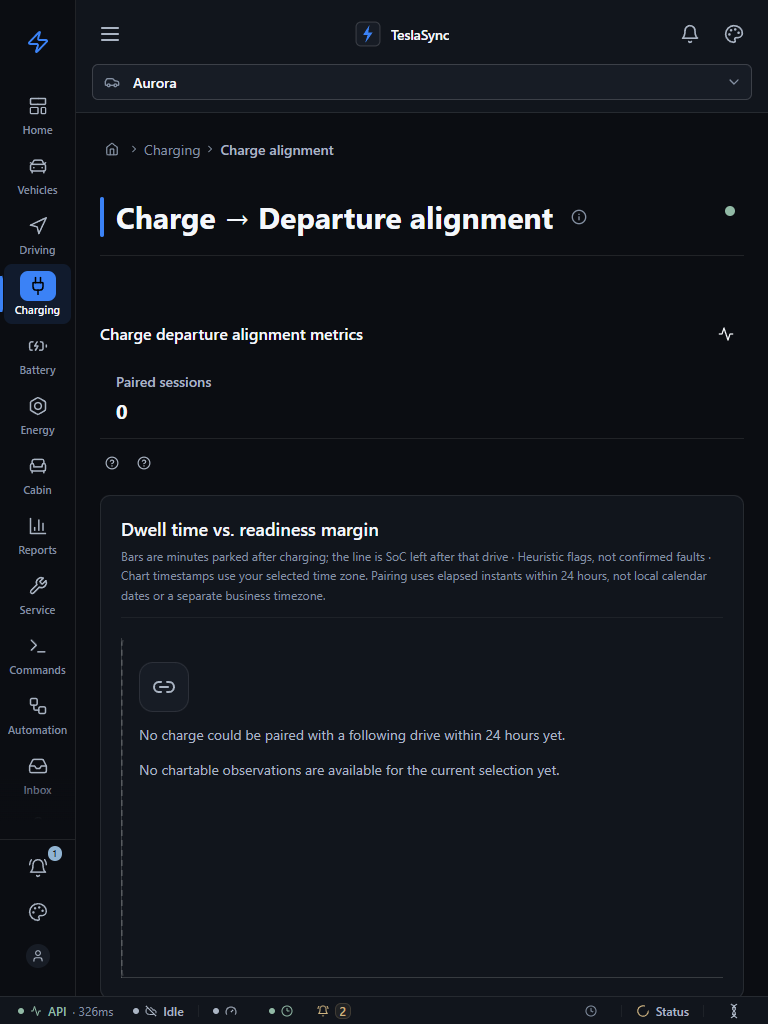 TeslaSync
Aurora
Home
Vehicles
Driving
Charging
Battery
Energy
Cabin
Reports
Service
Commands
Automation
Inbox
1
Charging
Charge alignment
Charge → Departure alignment
Charge departure alignment metrics
Paired sessions
0
Dwell time vs. readiness margin
Bars are minutes parked after charging; the line is SoC left after that drive · Heuristic flags, not confirmed faults ·
Chart timestamps use your selected time zone. Pairing uses elapsed instants within 24 hours, not local calendar
dates or a separate business timezone.
No charge could be paired with a following drive within 24 hours yet.
No chartable observations are available for the current selection yet.
API · 326ms
Idle
2
Status